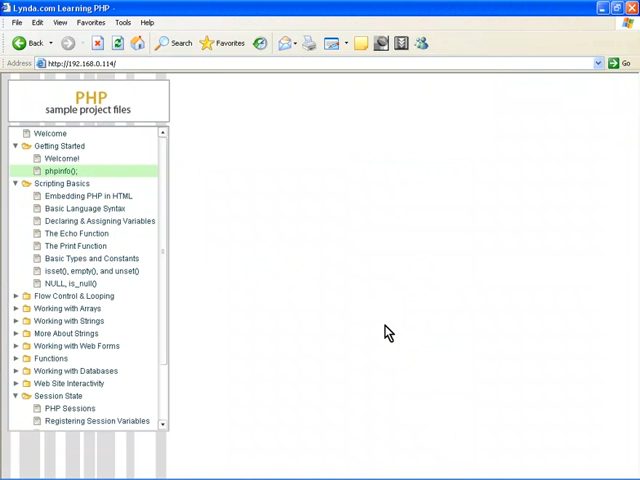 Lynda.com Learning PHP -
File Edit View Favorites Tools Help
Back Search Favorites
Address http://192.168.0.114/ Go
PHP
sample project files
Welcome
Getting Started
Welcome!
phpinfo();
Scripting Basics
Embedding PHP in HTML
Basic Language Syntax
Declaring & Assigning Variables
The Echo Function
The Print Function
Basic Types and Constants
isset(), empty(), and unset()
NULL, is_null()
Flow Control & Looping
Working with Arrays
Working with Strings
More About Strings
Working with Web Forms
Functions
Working with Databases
Web Site Interactivity
Session State
PHP Sessions
Registering Session Variables